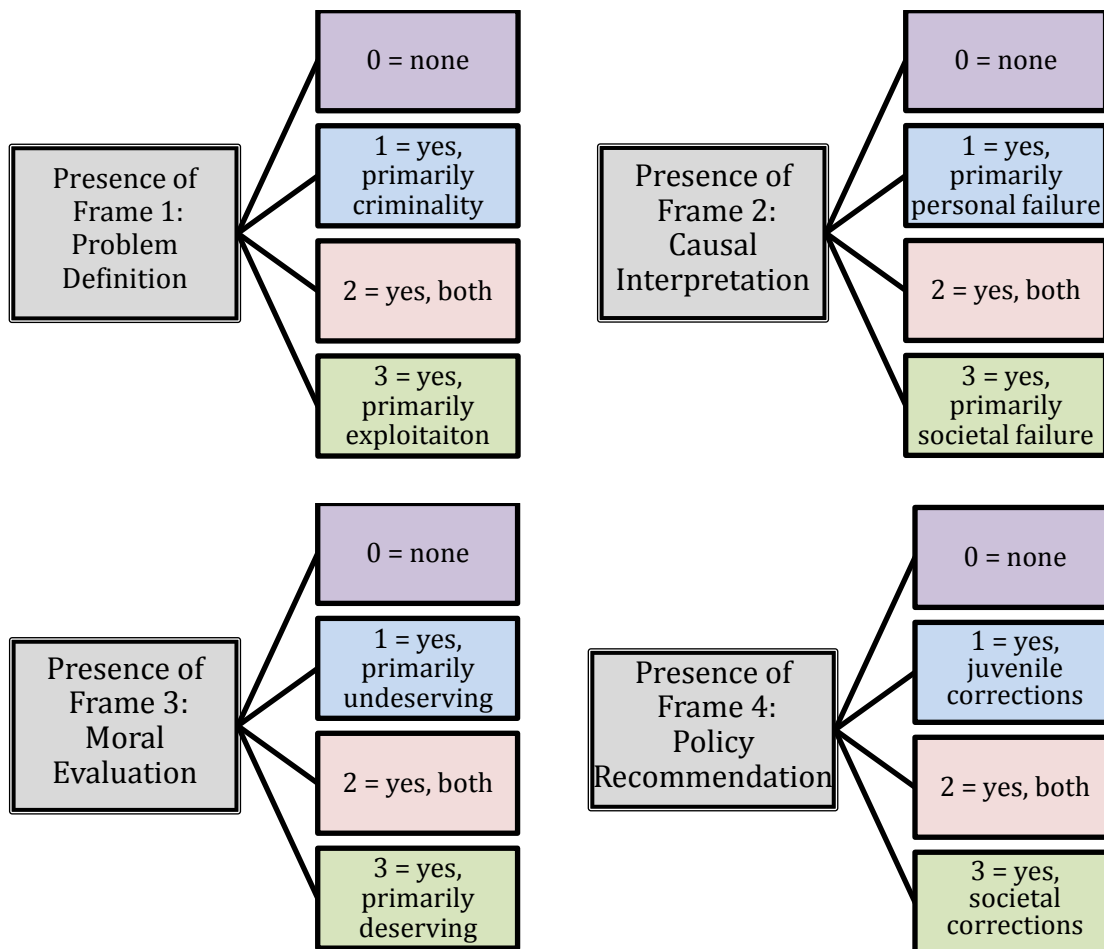 Presence of
Frame 1:
Problem
Definition
0 = none
1 = yes,
primarily
criminality
2 = yes, both
3 = yes,
primarily
exploitaiton
Presence of
Frame 2:
Causal
Interpretation
0 = none
1 = yes,
primarily
personal failure
2 = yes, both
3 = yes,
primarily
societal failure
Presence of
Frame 3:
Moral
Evaluation
0 = none
1 = yes,
primarily
undeserving
2 = yes, both
3 = yes,
primarily
deserving
Presence of
Frame 4:
Policy
Recommendation
0 = none
1 = yes,
juvenile
corrections
2 = yes, both
3 = yes,
societal
corrections